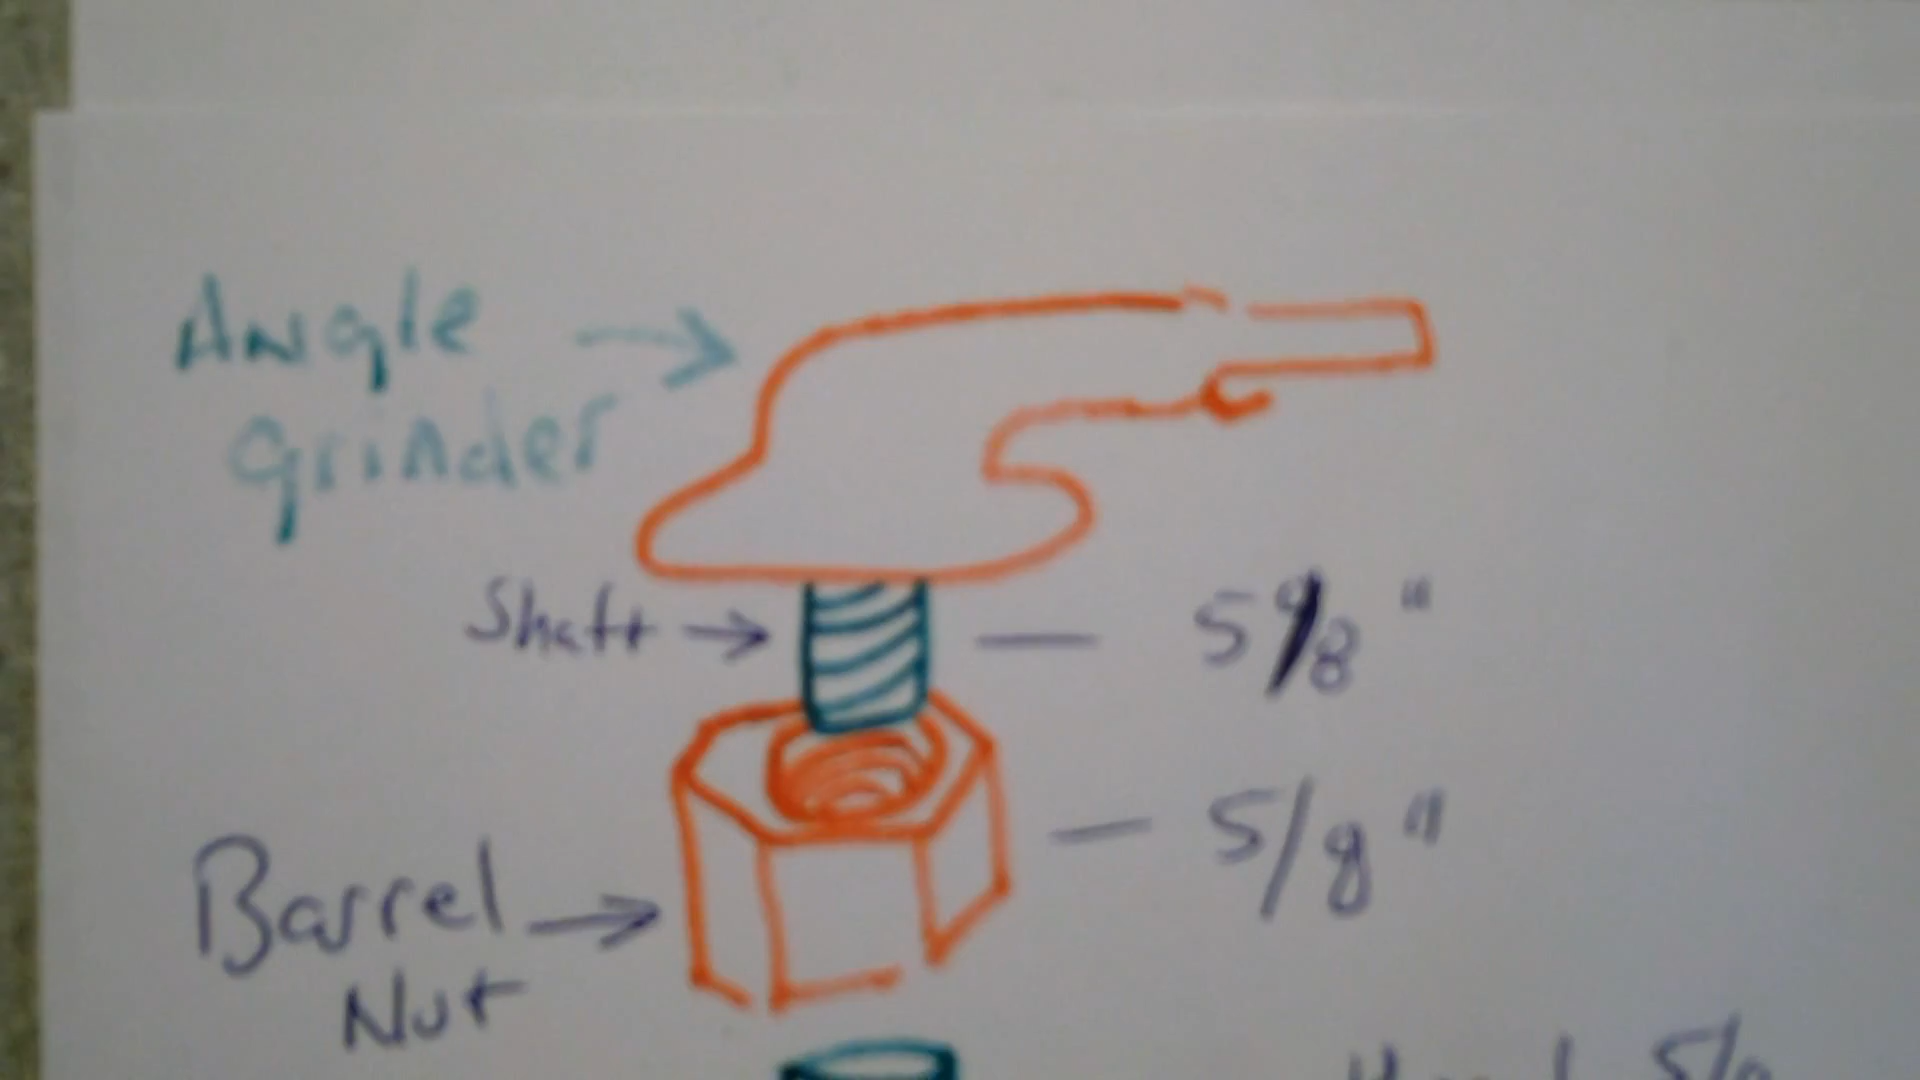 Angle
grinder
Shaft → — 5/8 "
Barrel → — 5/8 "
Nut